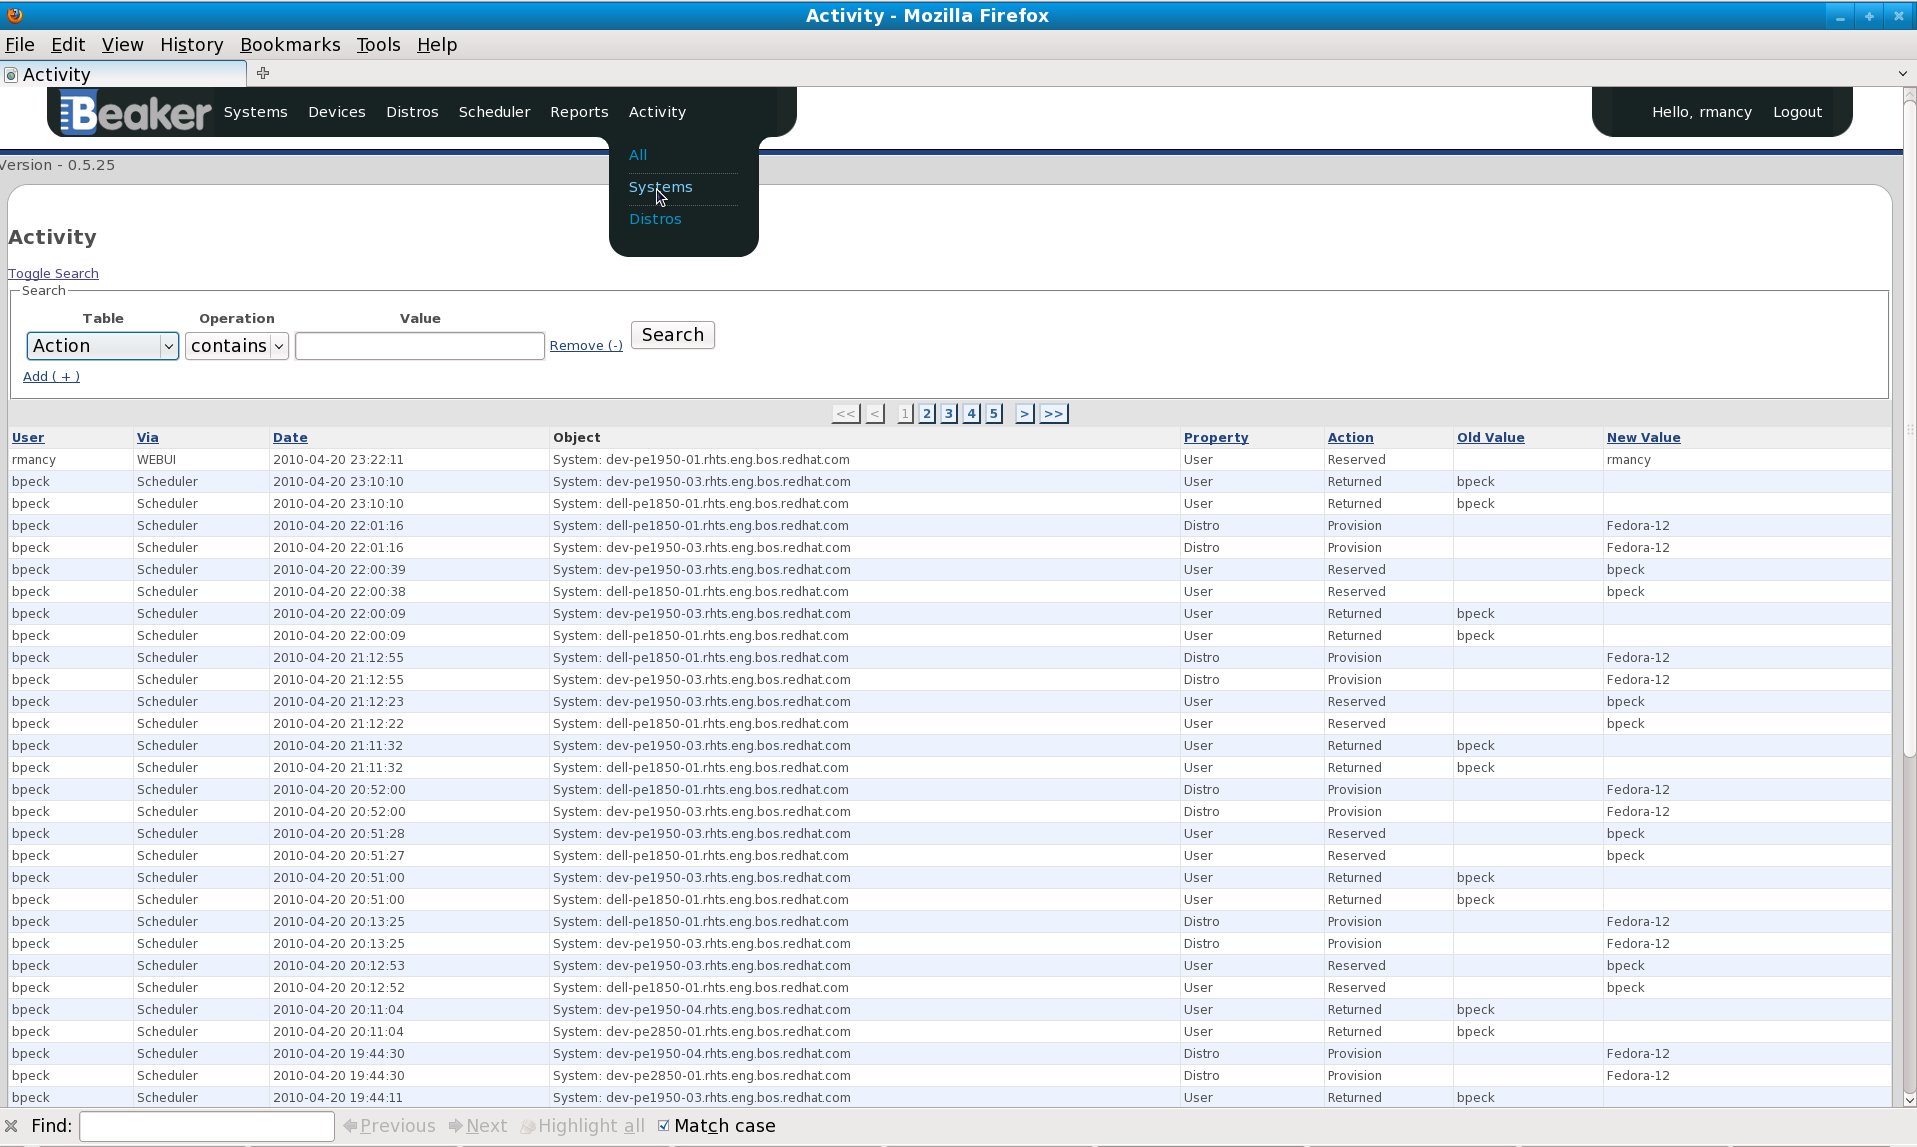 Activity - Mozilla Firefox
File Edit View History Bookmarks Tools Help
Activity
Beaker Systems Devices Distros Scheduler Reports Activity Hello, rmancy Logout
All
Version - 0.5.25
Systems
Distros
Activity
Toggle Search
Search
Table Operation Value
Action contains Remove (-) Search
Add ( + )
<< < 1 2 3 4 5 > >>
User Via Date Object Property Action Old Value New Value
rmancy WEBUI 2010-04-20 23:22:11 System: dev-pe1950-01.rhts.eng.bos.redhat.com User Reserved rmancy
bpeck Scheduler 2010-04-20 23:10:10 System: dev-pe1950-03.rhts.eng.bos.redhat.com User Returned bpeck
bpeck Scheduler 2010-04-20 23:10:10 System: dell-pe1850-01.rhts.eng.bos.redhat.com User Returned bpeck
bpeck Scheduler 2010-04-20 22:01:16 System: dell-pe1850-01.rhts.eng.bos.redhat.com Distro Provision Fedora-12
bpeck Scheduler 2010-04-20 22:01:16 System: dev-pe1950-03.rhts.eng.bos.redhat.com Distro Provision Fedora-12
bpeck Scheduler 2010-04-20 22:00:39 System: dev-pe1950-03.rhts.eng.bos.redhat.com User Reserved bpeck
bpeck Scheduler 2010-04-20 22:00:38 System: dell-pe1850-01.rhts.eng.bos.redhat.com User Reserved bpeck
bpeck Scheduler 2010-04-20 22:00:09 System: dev-pe1950-03.rhts.eng.bos.redhat.com User Returned bpeck
bpeck Scheduler 2010-04-20 22:00:09 System: dell-pe1850-01.rhts.eng.bos.redhat.com User Returned bpeck
bpeck Scheduler 2010-04-20 21:12:55 System: dell-pe1850-01.rhts.eng.bos.redhat.com Distro Provision Fedora-12
bpeck Scheduler 2010-04-20 21:12:55 System: dev-pe1950-03.rhts.eng.bos.redhat.com Distro Provision Fedora-12
bpeck Scheduler 2010-04-20 21:12:23 System: dev-pe1950-03.rhts.eng.bos.redhat.com User Reserved bpeck
bpeck Scheduler 2010-04-20 21:12:22 System: dell-pe1850-01.rhts.eng.bos.redhat.com User Reserved bpeck
bpeck Scheduler 2010-04-20 21:11:32 System: dev-pe1950-03.rhts.eng.bos.redhat.com User Returned bpeck
bpeck Scheduler 2010-04-20 21:11:32 System: dell-pe1850-01.rhts.eng.bos.redhat.com User Returned bpeck
bpeck Scheduler 2010-04-20 20:52:00 System: dell-pe1850-01.rhts.eng.bos.redhat.com Distro Provision Fedora-12
bpeck Scheduler 2010-04-20 20:52:00 System: dev-pe1950-03.rhts.eng.bos.redhat.com Distro Provision Fedora-12
bpeck Scheduler 2010-04-20 20:51:28 System: dev-pe1950-03.rhts.eng.bos.redhat.com User Reserved bpeck
bpeck Scheduler 2010-04-20 20:51:27 System: dell-pe1850-01.rhts.eng.bos.redhat.com User Reserved bpeck
bpeck Scheduler 2010-04-20 20:51:00 System: dev-pe1950-03.rhts.eng.bos.redhat.com User Returned bpeck
bpeck Scheduler 2010-04-20 20:51:00 System: dell-pe1850-01.rhts.eng.bos.redhat.com User Returned bpeck
bpeck Scheduler 2010-04-20 20:13:25 System: dell-pe1850-01.rhts.eng.bos.redhat.com Distro Provision Fedora-12
bpeck Scheduler 2010-04-20 20:13:25 System: dev-pe1950-03.rhts.eng.bos.redhat.com Distro Provision Fedora-12
bpeck Scheduler 2010-04-20 20:12:53 System: dev-pe1950-03.rhts.eng.bos.redhat.com User Reserved bpeck
bpeck Scheduler 2010-04-20 20:12:52 System: dell-pe1850-01.rhts.eng.bos.redhat.com User Reserved bpeck
bpeck Scheduler 2010-04-20 20:11:04 System: dev-pe1950-04.rhts.eng.bos.redhat.com User Returned bpeck
bpeck Scheduler 2010-04-20 20:11:04 System: dev-pe2850-01.rhts.eng.bos.redhat.com User Returned bpeck
bpeck Scheduler 2010-04-20 19:44:30 System: dev-pe1950-04.rhts.eng.bos.redhat.com Distro Provision Fedora-12
bpeck Scheduler 2010-04-20 19:44:30 System: dev-pe2850-01.rhts.eng.bos.redhat.com Distro Provision Fedora-12
bpeck Scheduler 2010-04-20 19:44:11 System: dev-pe1950-03.rhts.eng.bos.redhat.com User Returned bpeck
Find: Previous Next Highlight all Match case